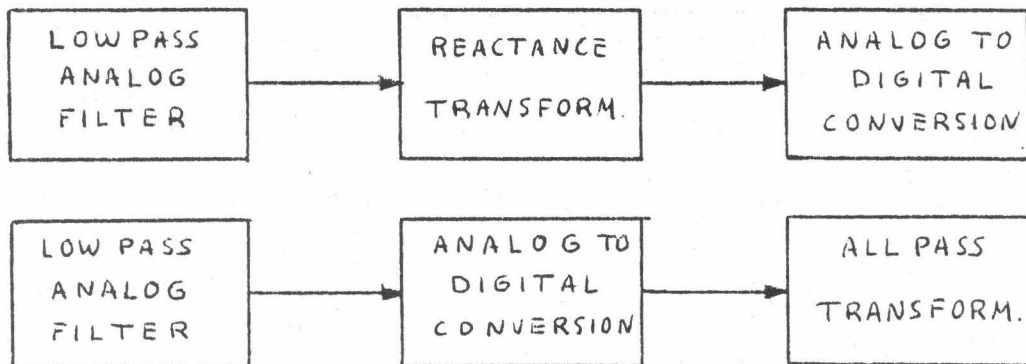 LOW PASS
ANALOG
FILTER
REACTANCE
TRANSFORM.
ANALOG TO
DIGITAL
CONVERSION
LOW PASS
ANALOG
FILTER
ANALOG TO
DIGITAL
CONVERSION
ALL PASS
TRANSFORM.